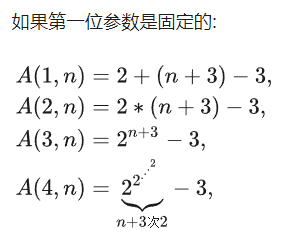 如果第一位参数是固定的:
A(1, n) = 2 + (n + 3) − 3,
A(2, n) = 2 ∗ (n + 3) − 3,
A(3, n) = 2^{n+3} − 3,
A(4, n) = \underbrace{2^{2^{⋰^{2}}}}_{n+3次2} − 3,